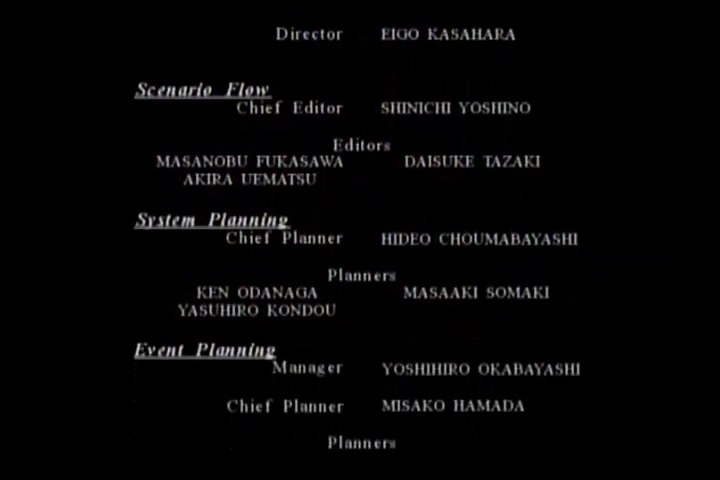 Director EIGO KASAHARA
Scenario Flow
Chief Editor SHINICHI YOSHINO
Editors
MASANOBU FUKASAWA DAISUKE TAZAKI
AKIRA UEMATSU
System Planning
Chief Planner HIDEO CHOUMABAYASHI
Planners
KEN ODANAGA MASAAKI SOMAKI
YASUHIRO KONDOU
Event Planning
Manager YOSHIHIRO OKABAYASHI
Chief Planner MISAKO HAMADA
Planners